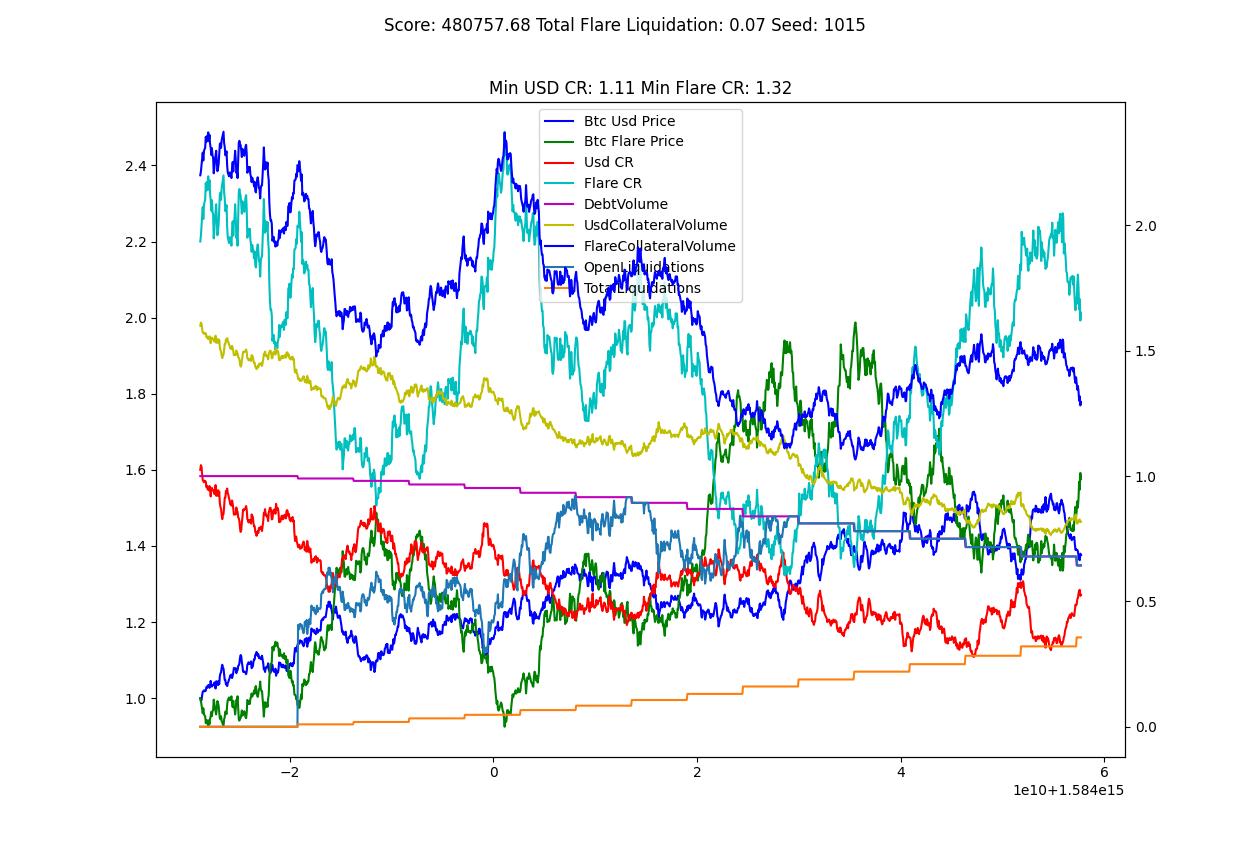 Score: 480757.68 Total Flare Liquidation: 0.07 Seed: 1015
Min USD CR: 1.11 Min Flare CR: 1.32
Btc Usd Price
Btc Flare Price
Usd CR
Flare CR
DebtVolume
UsdCollateralVolume
FlareCollateralVolume
OpenLiquidations
TotalLiquidations
2.4
2.2
2.0
1.8
1.6
1.4
1.2
1.0
2.0
1.5
1.0
0.5
0.0
−2
0
2
4
6
1e10+1.584e15